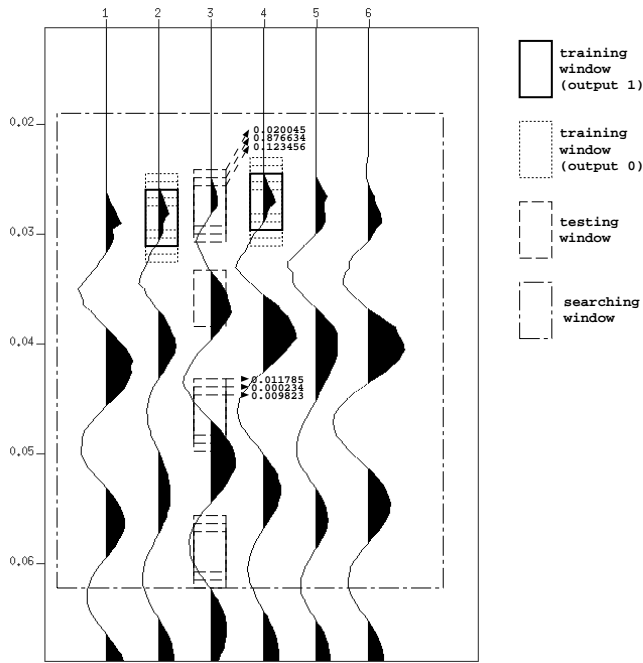 1 2 3 4 5 6
0.02
0.03
0.04
0.05
0.06
0.020045
0.876634
0.123456
0.011785
0.000234
0.009823
training
window
(output 1)
training
window
(output 0)
testing
window
searching
window